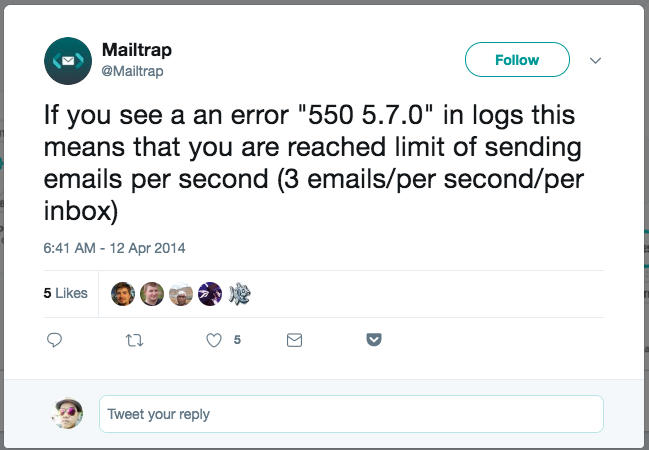 Mailtrap
@Mailtrap
Follow
If you see a an error "550 5.7.0" in logs this
means that you are reached limit of sending
emails per second (3 emails/per second/per
inbox)
6:41 AM - 12 Apr 2014
5 Likes
5
Tweet your reply